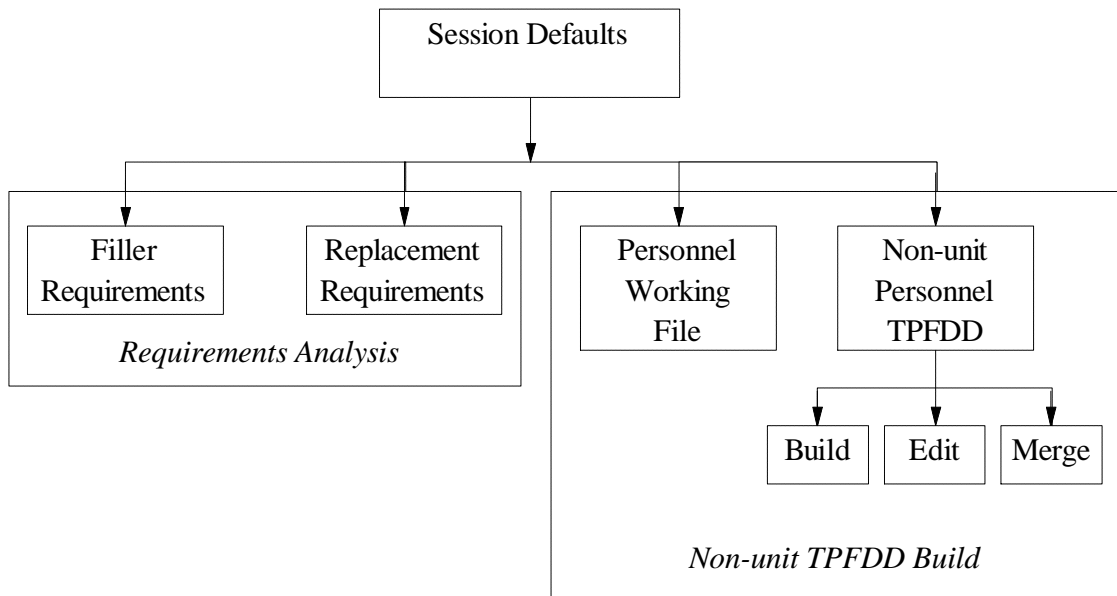 Session Defaults
Filler
Requirements
Replacement
Requirements
Requirements Analysis
Personnel
Working
File
Non-unit
Personnel
TPFDD
Build
Edit
Merge
Non-unit TPFDD Build